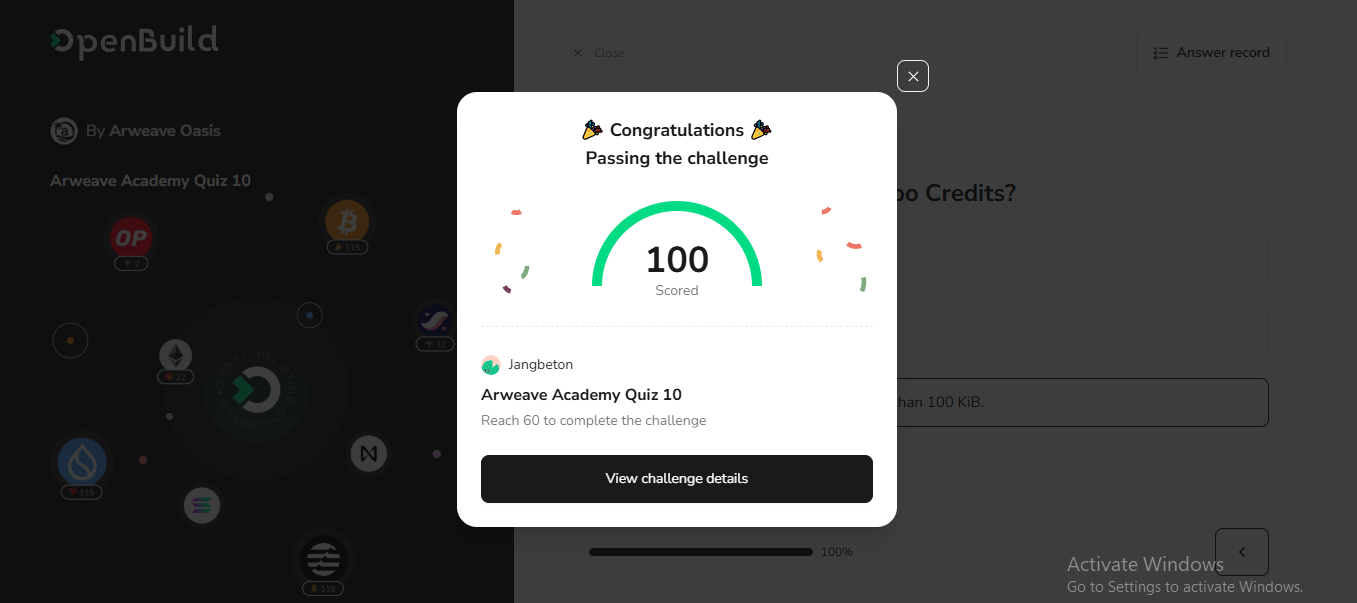 OpenBuild
By Arweave Oasis
Arweave Academy Quiz 10
OP
2
115
32
22
115
115
Close
Answer record
Congratulations
Passing the challenge
100
Scored
Jangbeton
Arweave Academy Quiz 10
Reach 60 to complete the challenge
View challenge details
Credits?
than 100 KiB.
100%
Activate Windows
Go to Settings to activate Windows.